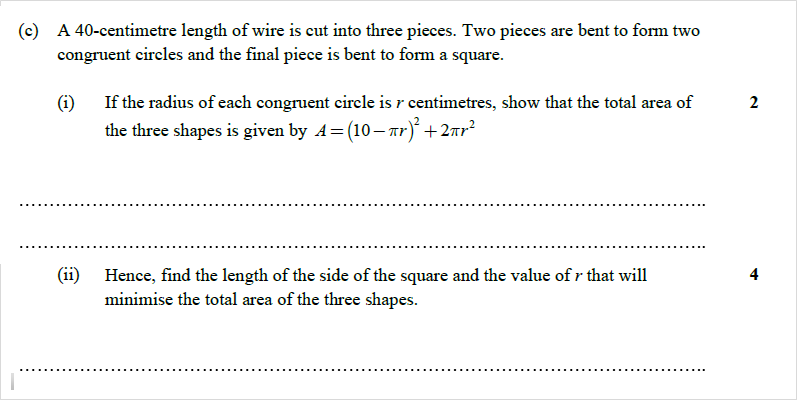 (c) A 40-centimetre length of wire is cut into three pieces. Two pieces are bent to form two
congruent circles and the final piece is bent to form a square.
(i) If the radius of each congruent circle is r centimetres, show that the total area of 2
the three shapes is given by A = (10 − πr)² + 2πr²
(ii) Hence, find the length of the side of the square and the value of r that will 4
minimise the total area of the three shapes.